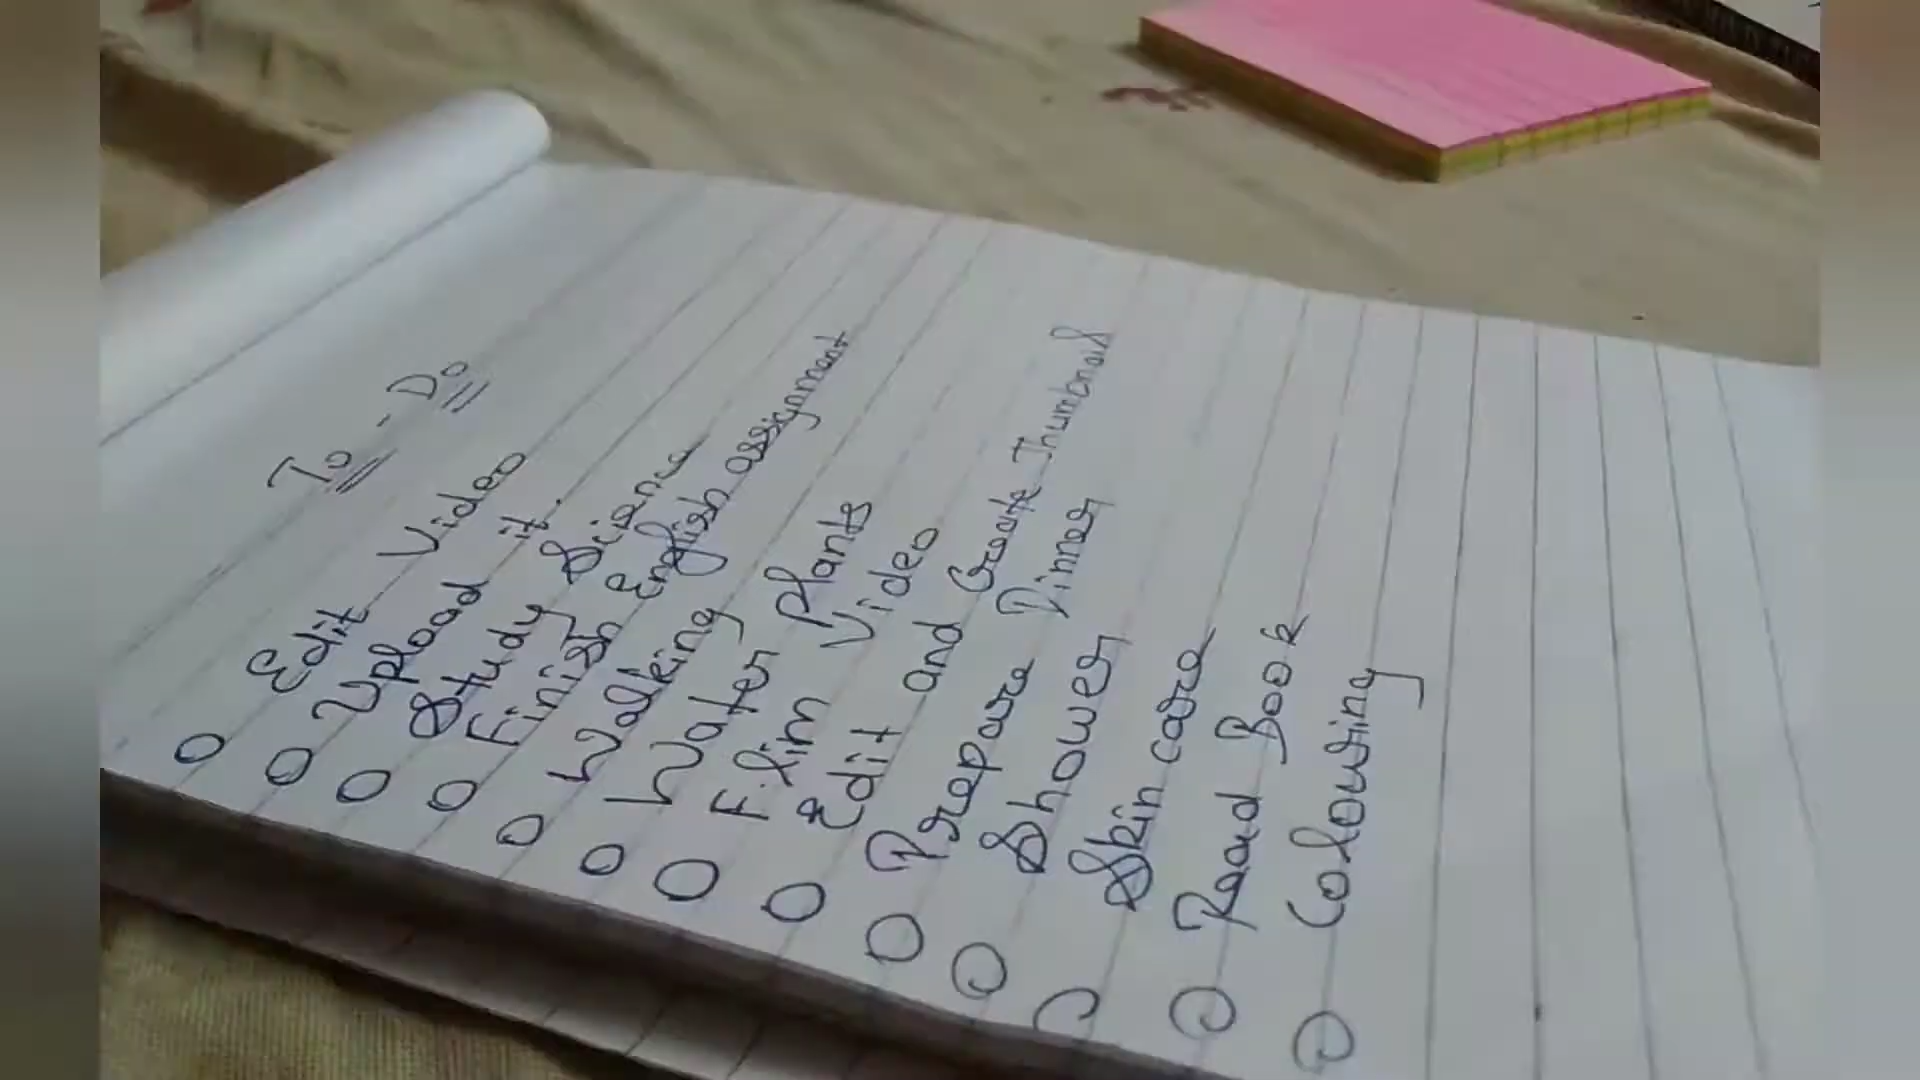 To-Do
Edit Video
Upload it.
Study Science
Finish English assignment
Walking
Water plants
Film Video
Edit and Create Thumbnail
Prepare Dinner
Shower
Skin care
Read Book
Colouring